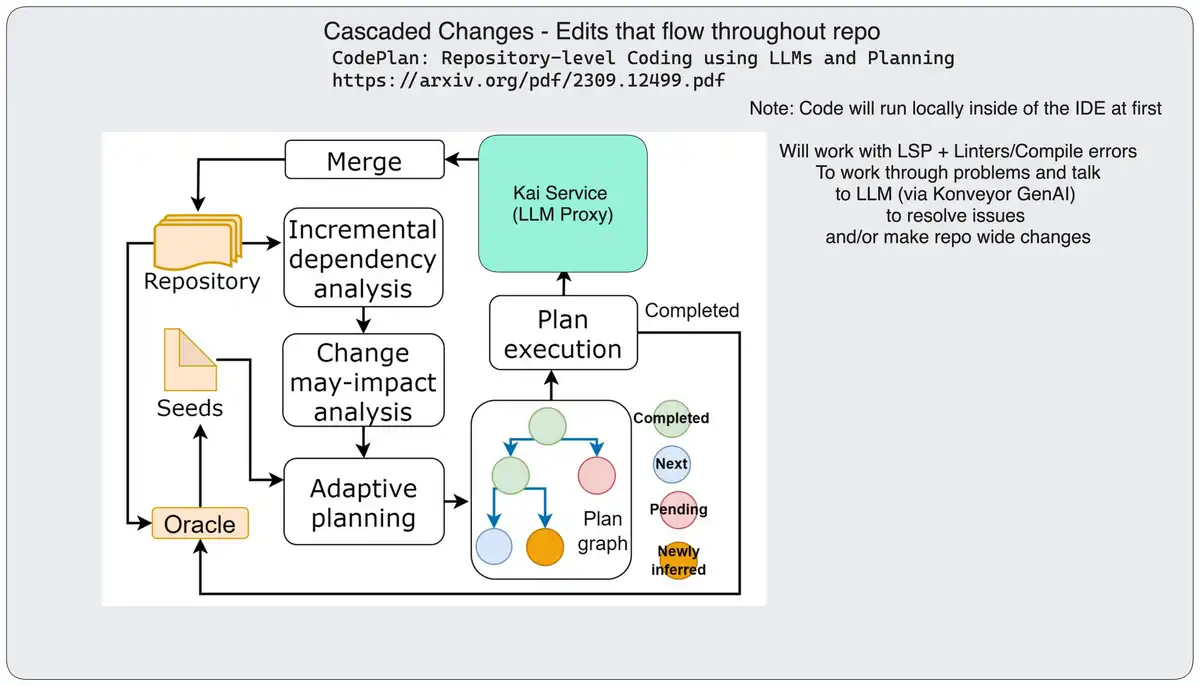 Cascaded Changes - Edits that flow throughout repo
CodePlan: Repository-level Coding using LLMs and Planning
https://arxiv.org/pdf/2309.12499.pdf
Note: Code will run locally inside of the IDE at first
Will work with LSP + Linters/Compile errors
To work through problems and talk
to LLM (via Konveyor GenAI)
to resolve issues
and/or make repo wide changes
Merge
Kai Service
(LLM Proxy)
Repository
Incremental
dependency
analysis
Plan
execution
Completed
Change
may-impact
analysis
Seeds
Adaptive
planning
Oracle
Plan
graph
Completed
Next
Pending
Newly
inferred